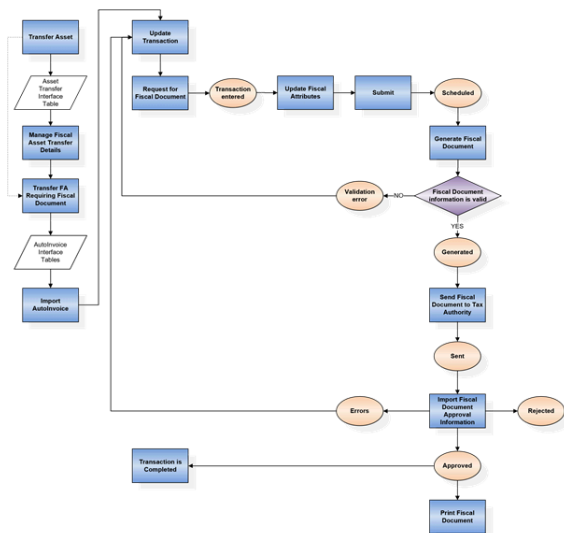 Transfer Asset
Asset
Transfer
Interface
Table
Manage Fiscal
Asset Transfer
Details
Transfer FA
Requiring Fiscal
Document
AutoInvoice
Interface
Tables
Import
AutoInvoice
Update
Transaction
Request for
Fiscal Document
Transaction
entered
Update Fiscal
Attributes
Submit
Scheduled
Generate Fiscal
Document
Fiscal Document
information is valid
NO
Validation
error
YES
Generated
Send Fiscal
Document to Tax
Authority
Sent
Import Fiscal
Document
Approval
Information
Errors
Rejected
Approved
Transaction is
Completed
Print Fiscal
Document